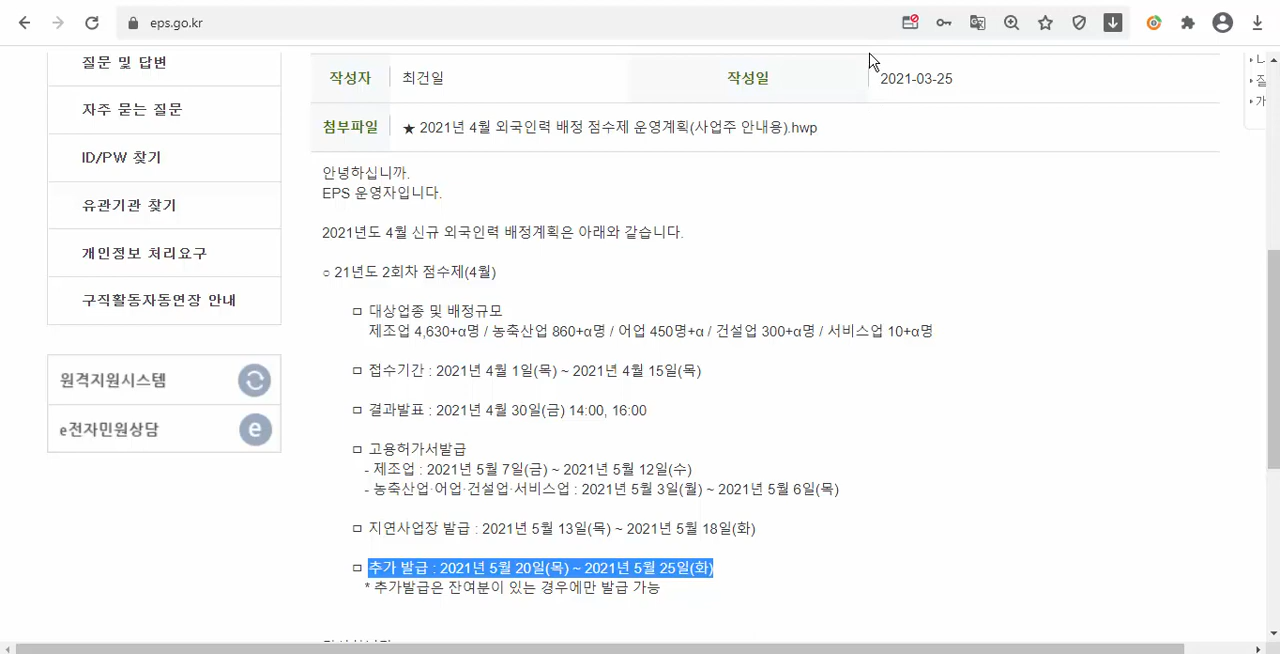 eps.go.kr
질문 및 답변
자주 묻는 질문
ID/PW 찾기
유관기관 찾기
개인정보 처리요구
구직활동자동연장 안내
원격지원시스템
e전자민원상담
e
작성자 최건일 작성일 2021-03-25
첨부파일 ★ 2021년 4월 외국인력 배정 점수제 운영계획(사업주 안내용).hwp
안녕하십니까.
EPS 운영자입니다.
2021년도 4월 신규 외국인력 배정계획은 아래와 같습니다.
○ 21년도 2회차 점수제(4월)
□ 대상업종 및 배정규모
제조업 4,630+α명 / 농축산업 860+α명 / 어업 450명+α / 건설업 300+α명 / 서비스업 10+α명
□ 접수기간 : 2021년 4월 1일(목) ~ 2021년 4월 15일(목)
□ 결과발표 : 2021년 4월 30일(금) 14:00, 16:00
□ 고용허가서발급
- 제조업 : 2021년 5월 7일(금) ~ 2021년 5월 12일(수)
- 농축산업·어업·건설업·서비스업 : 2021년 5월 3일(월) ~ 2021년 5월 6일(목)
□ 지연사업장 발급 : 2021년 5월 13일(목) ~ 2021년 5월 18일(화)
□ 추가 발급 : 2021년 5월 20일(목) ~ 2021년 5월 25일(화)
* 추가발급은 잔여분이 있는 경우에만 발급 가능